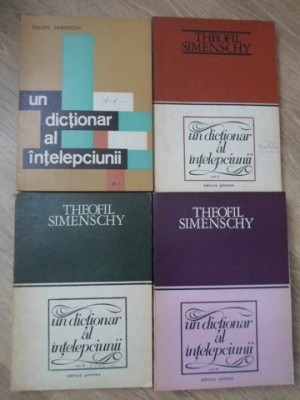 THEOFIL SIMENSCHY
un
dicționar
al
înțelepciunii
THEOFIL
SIMENSCHY
un dicționar
al
înțelepciunii
editura junimea
THEOFIL
SIMENSCHY
un dicționar
al
înțelepciunii
editura junimea
THEOFIL
SIMENSCHY
un dicționar
al
înțelepciunii
editura junimea